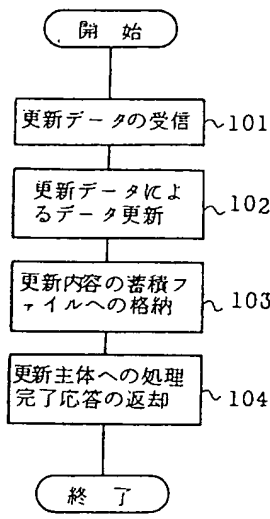 開始
更新データの受信
101
更新データによ
るデータ更新
102
更新内容の蓄積フ
ァイルへの格納
103
更新主体への処理
完了応答の返却
104
終了